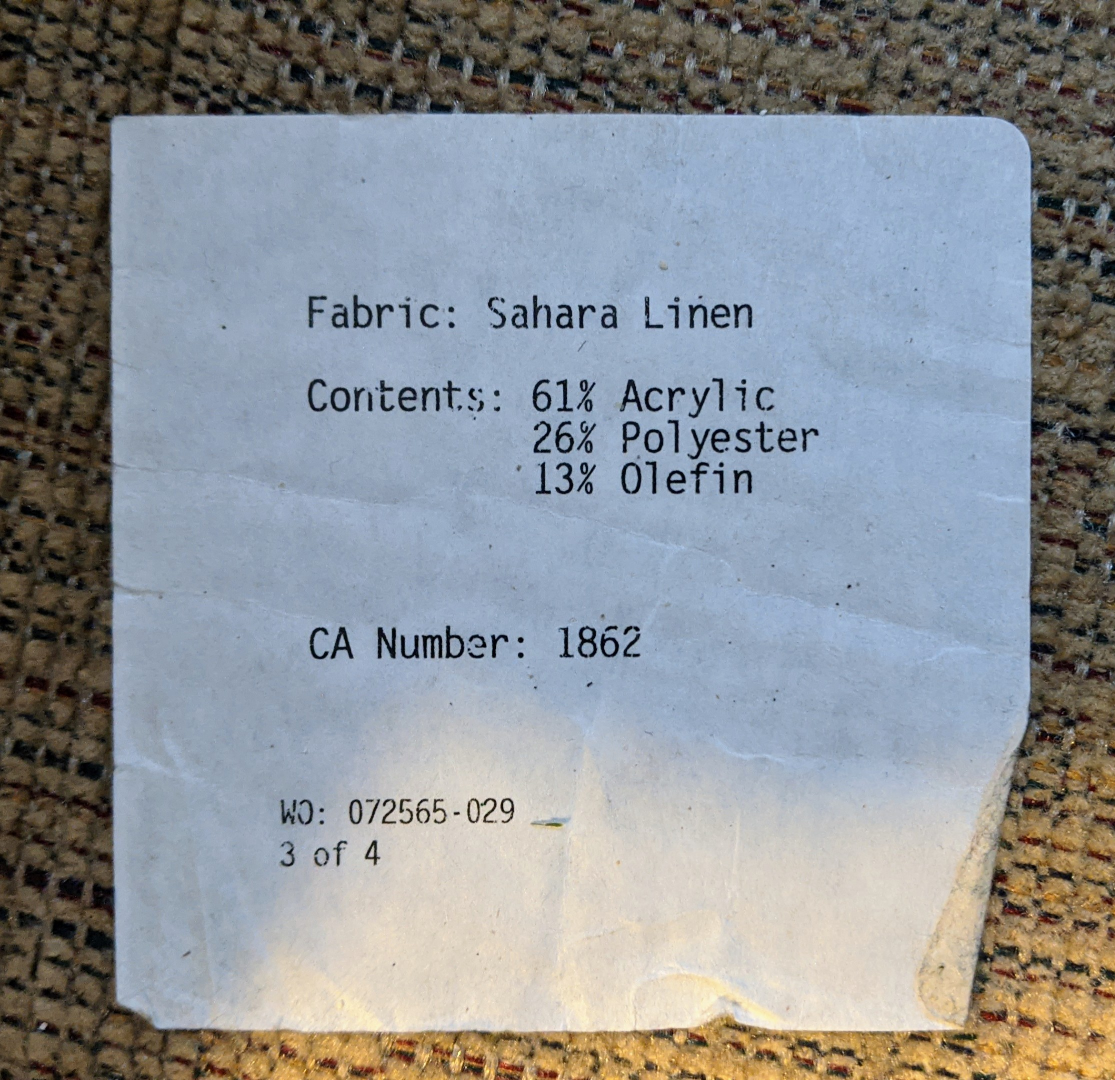 Fabric: Sahara Linen
Contents: 61% Acrylic
26% Polyester
13% Olefin
CA Number: 1862
WO: 072565-029
3 of 4